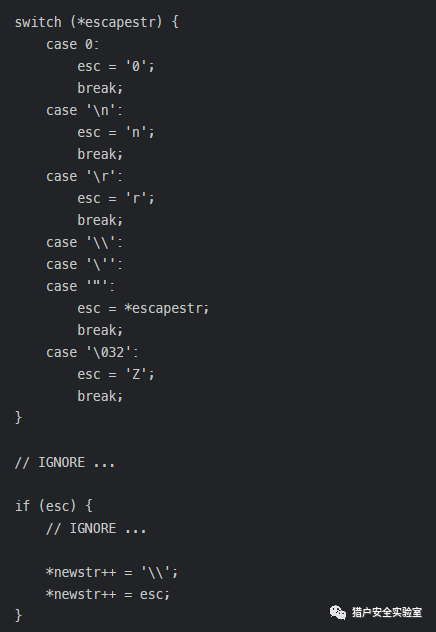 switch (*escapestr) {
    case 0:
        esc = '0';
        break;
    case '\n':
        esc = 'n';
        break;
    case '\r':
        esc = 'r';
        break;
    case '\\':
    case '\'':
    case '"':
        esc = *escapestr;
        break;
    case '\032':
        esc = 'Z';
        break;
}
// IGNORE ...
if (esc) {
    // IGNORE ...
    *newstr++ = '\\';
    *newstr++ = esc;
}
猎户安全实验室